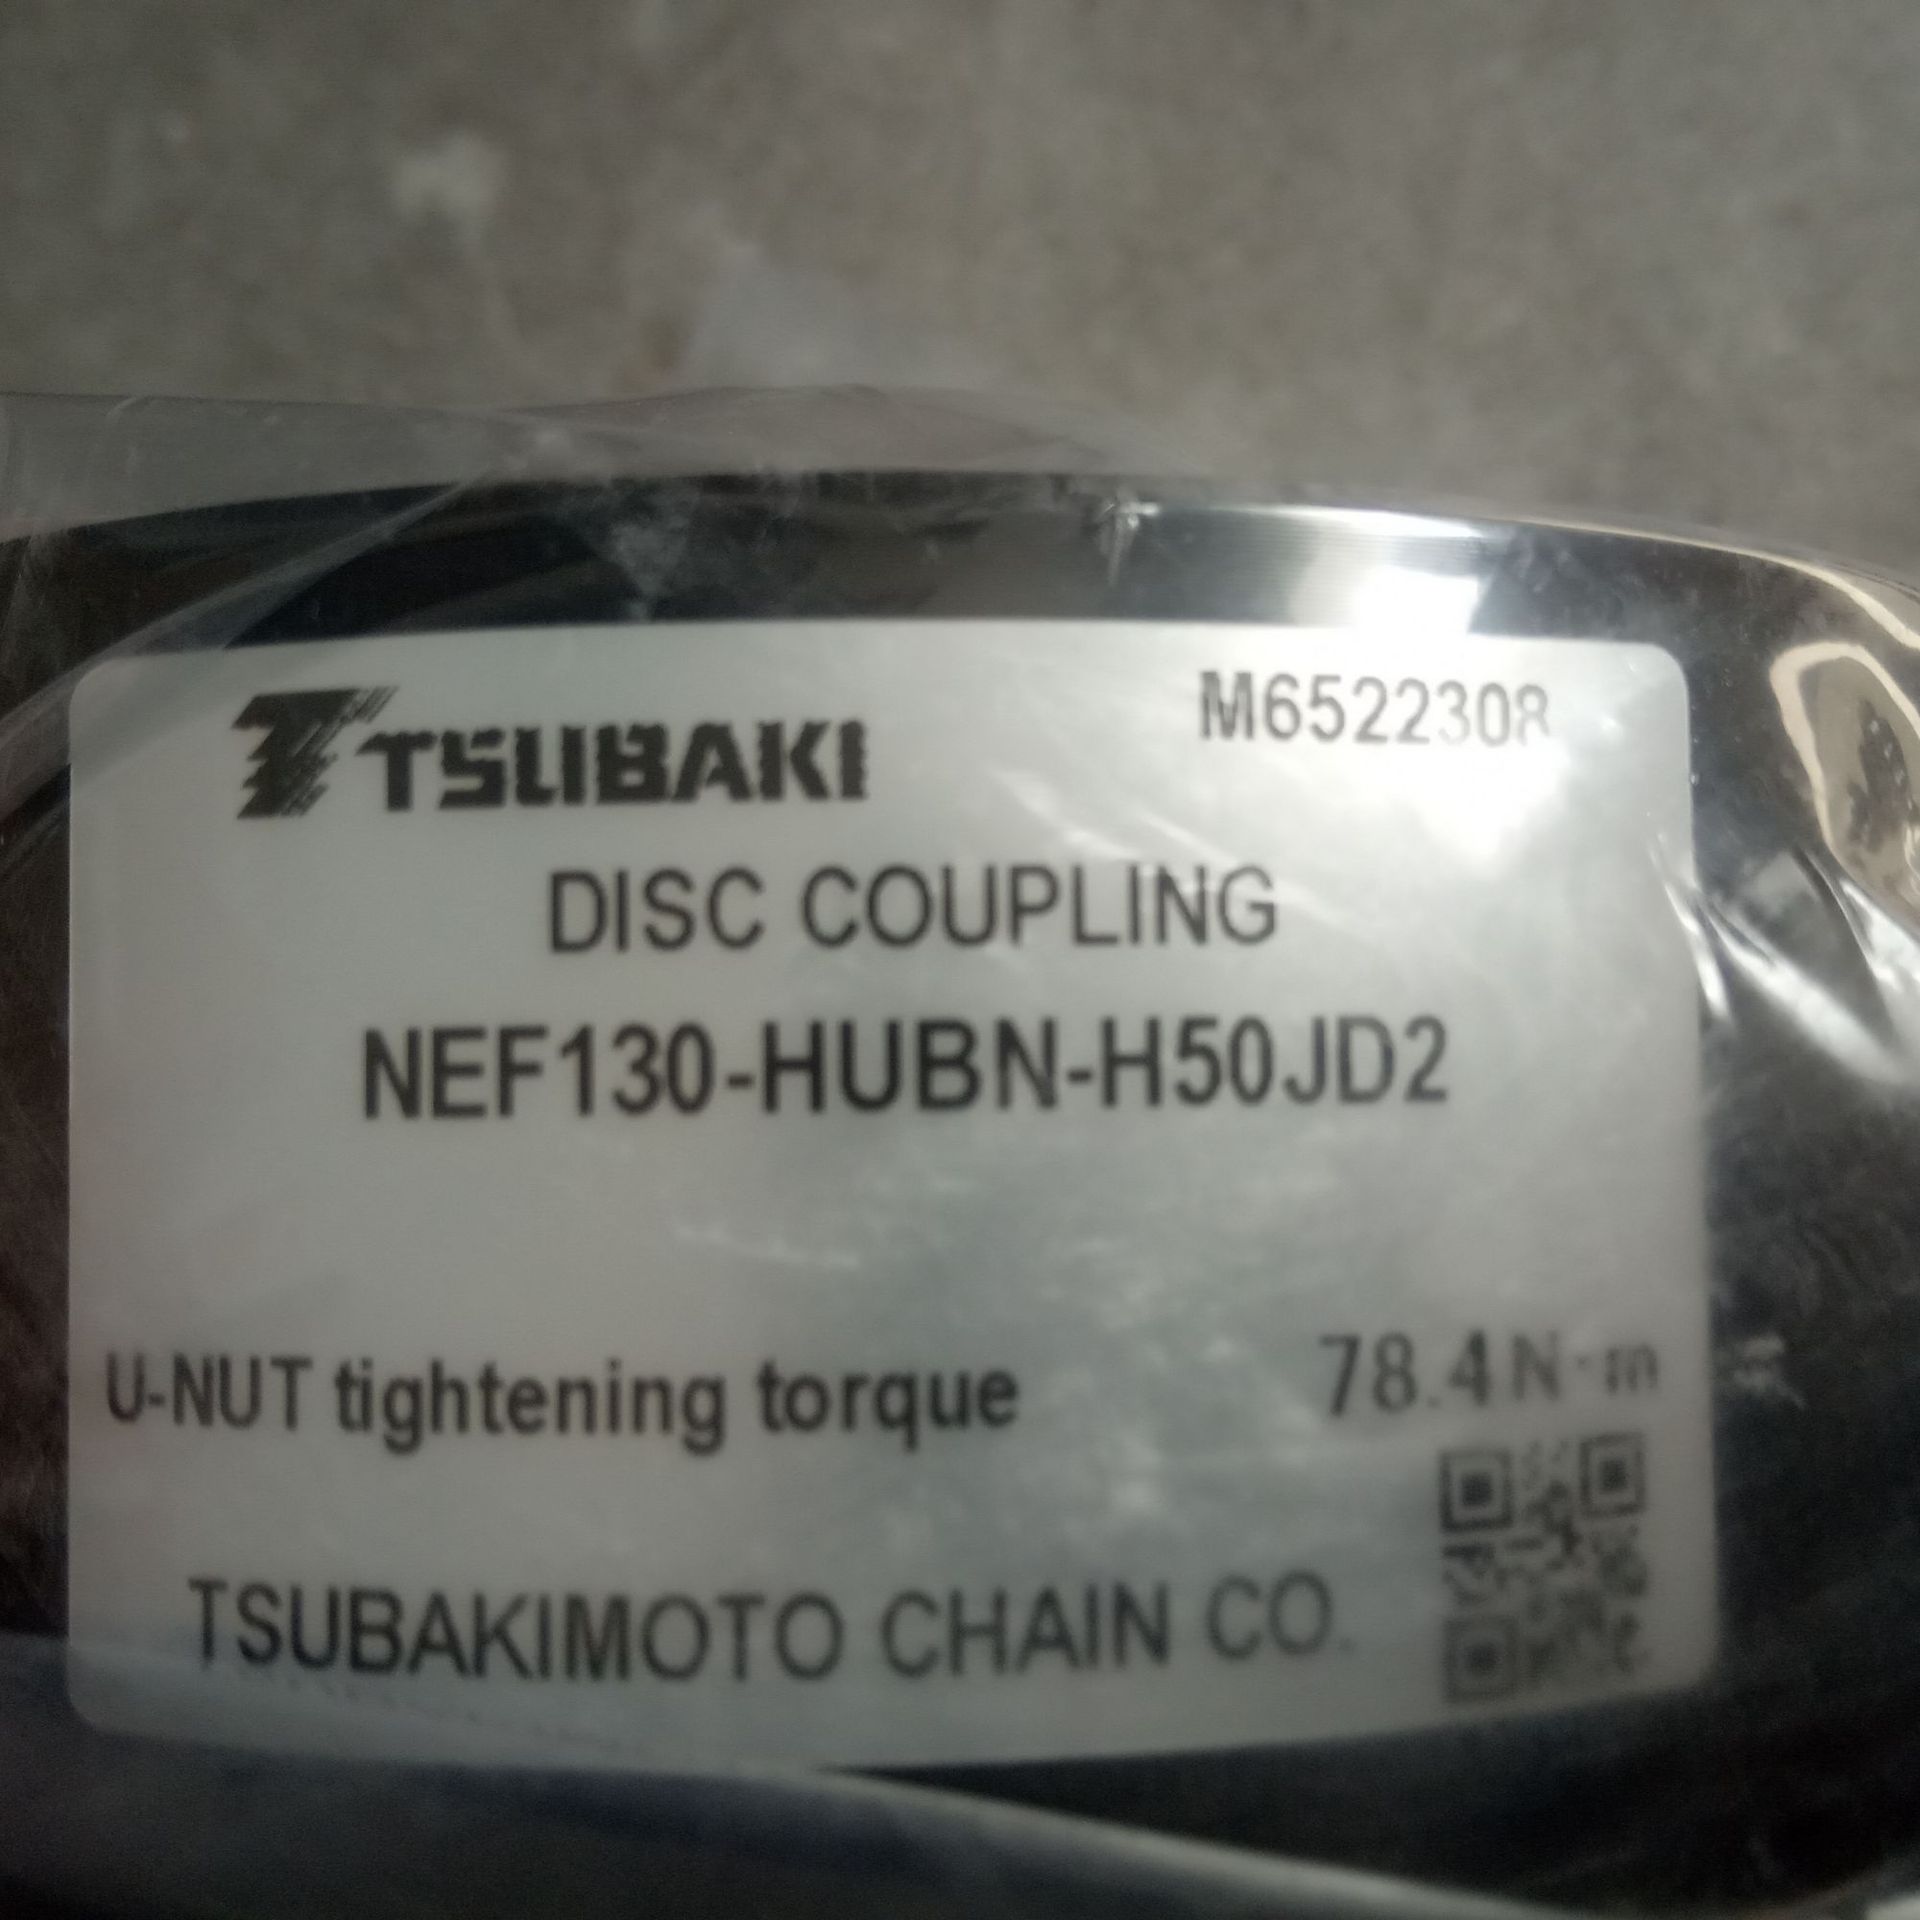 TSUBAKI
M6522308
DISC COUPLING
NEF130-HUBN-H50JD2
U-NUT tightening torque 78.4N·m
TSUBAKIMOTO CHAIN CO.